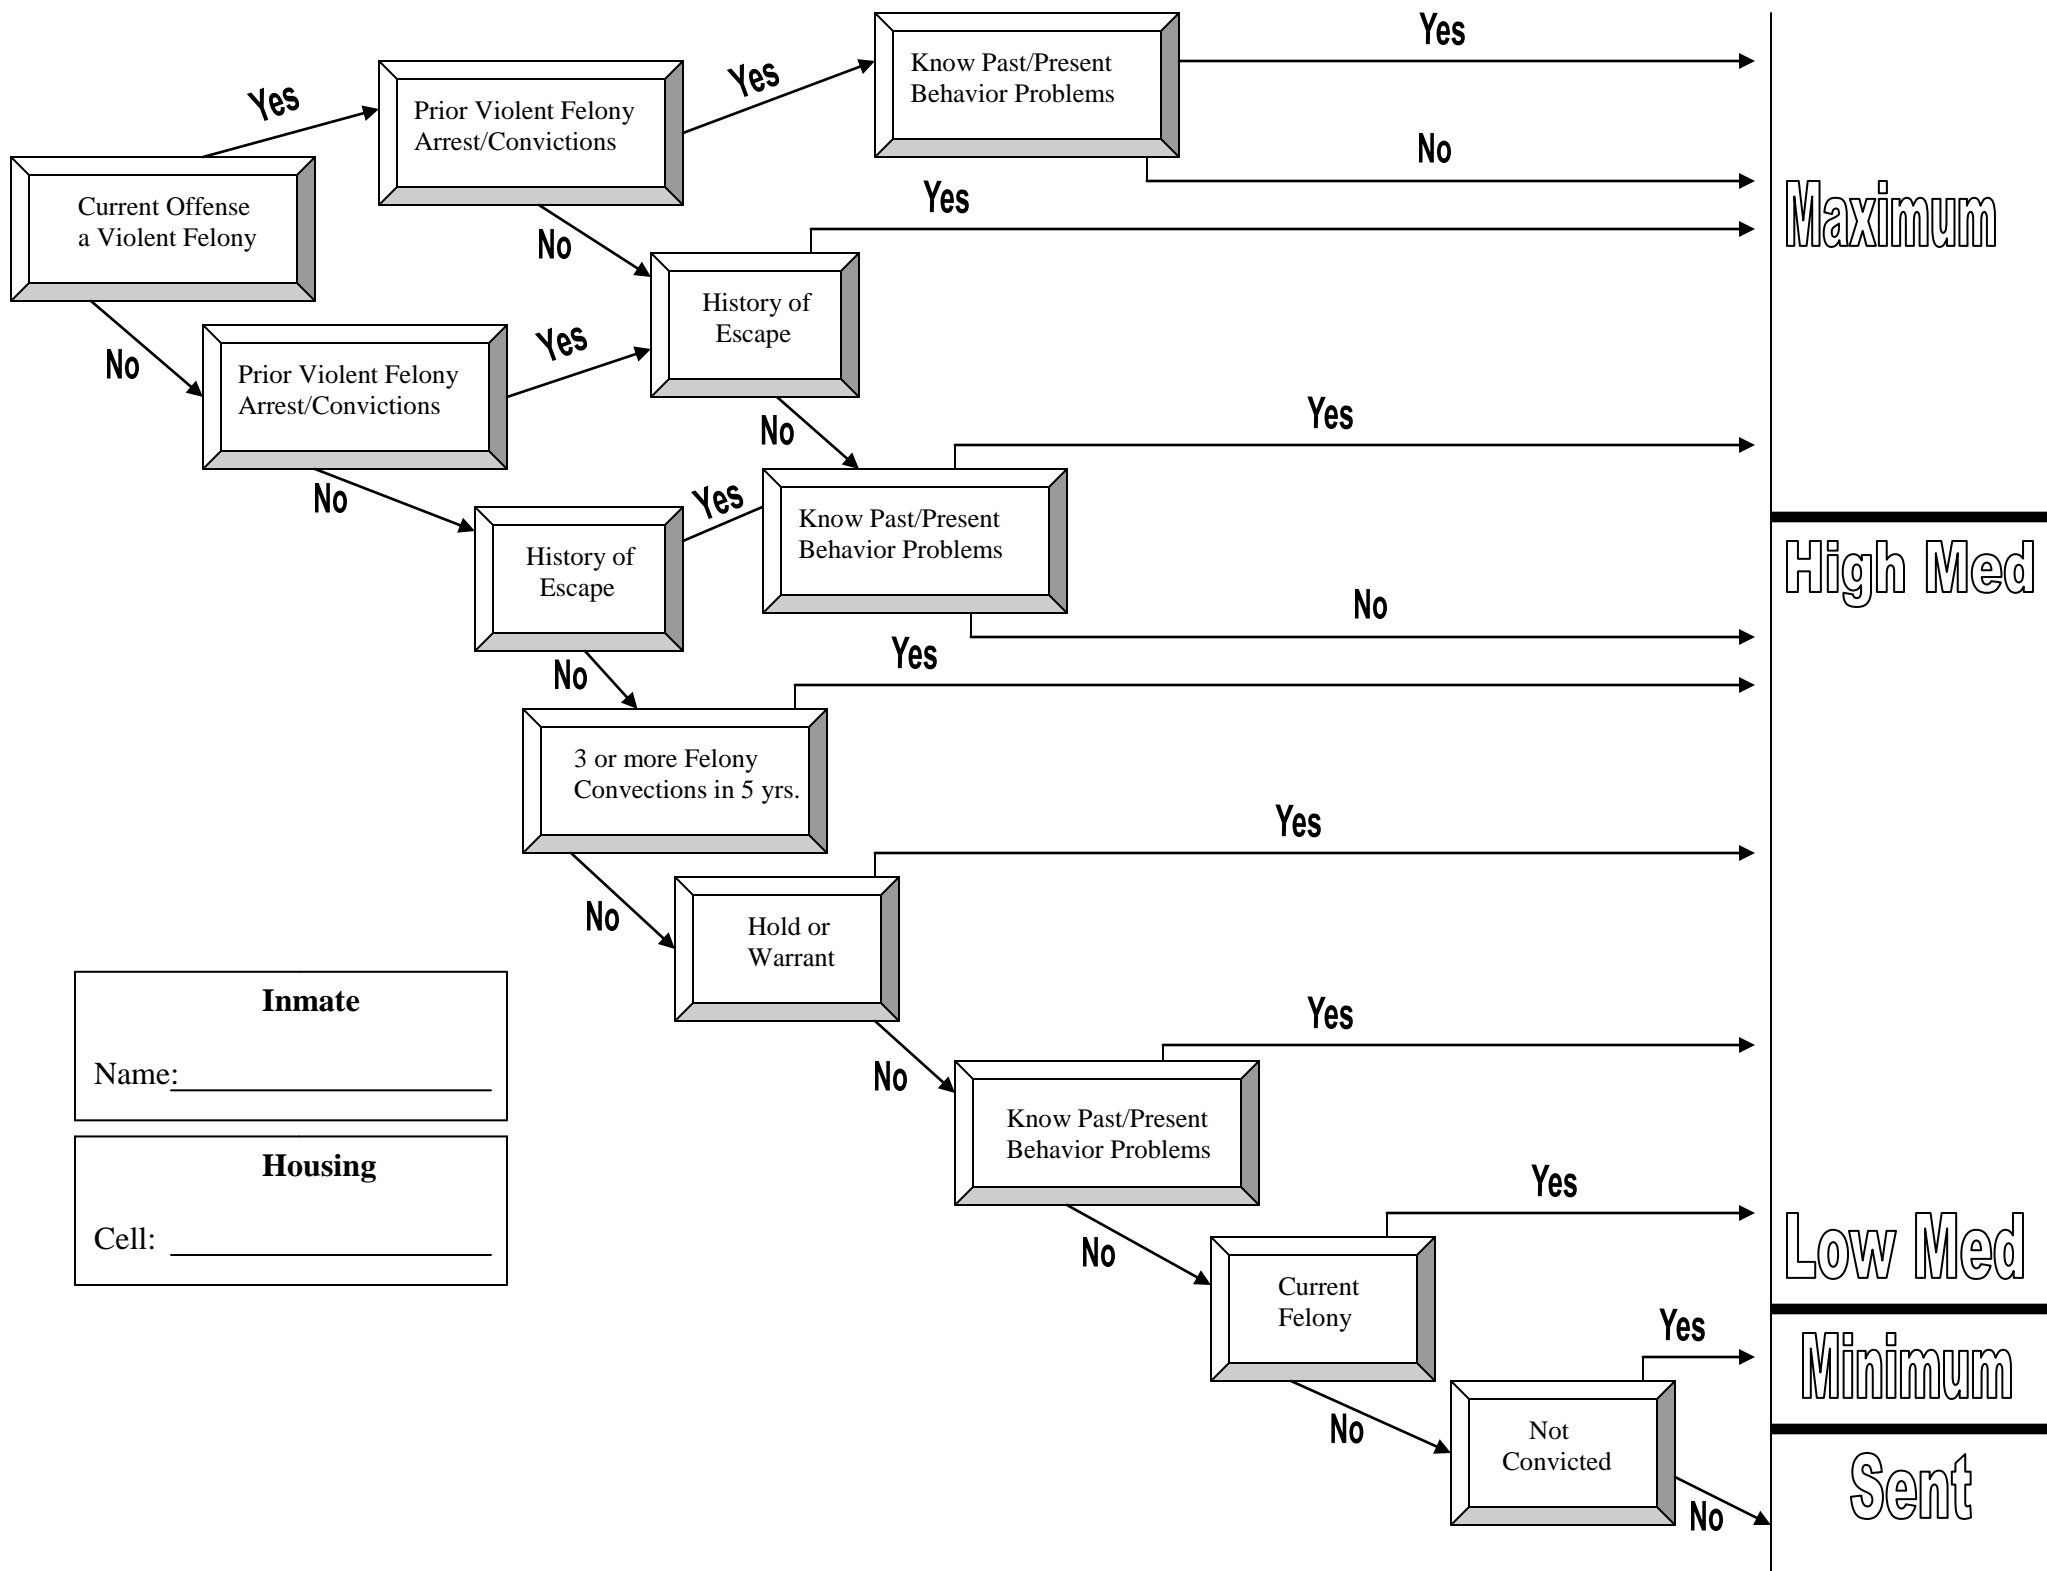 Yes
Know Past/Present
Behavior Problems
Yes
Yes
Prior Violent Felony
Arrest/Convictions
No
Maximum
Yes
Current Offense
a Violent Felony
No
History of
Escape
Yes
No
Prior Violent Felony
Arrest/Convictions
Yes
No
No
Yes
Know Past/Present
Behavior Problems
High Med
History of
Escape
No
Yes
No
3 or more Felony
Convections in 5 yrs.
Yes
No
Hold or
Warrant
Inmate
Name:
Yes
No
Know Past/Present
Behavior Problems
Housing
Cell:
Yes
No
Low Med
Current
Felony
Yes
Minimum
No
Not
Convicted
Sent
No